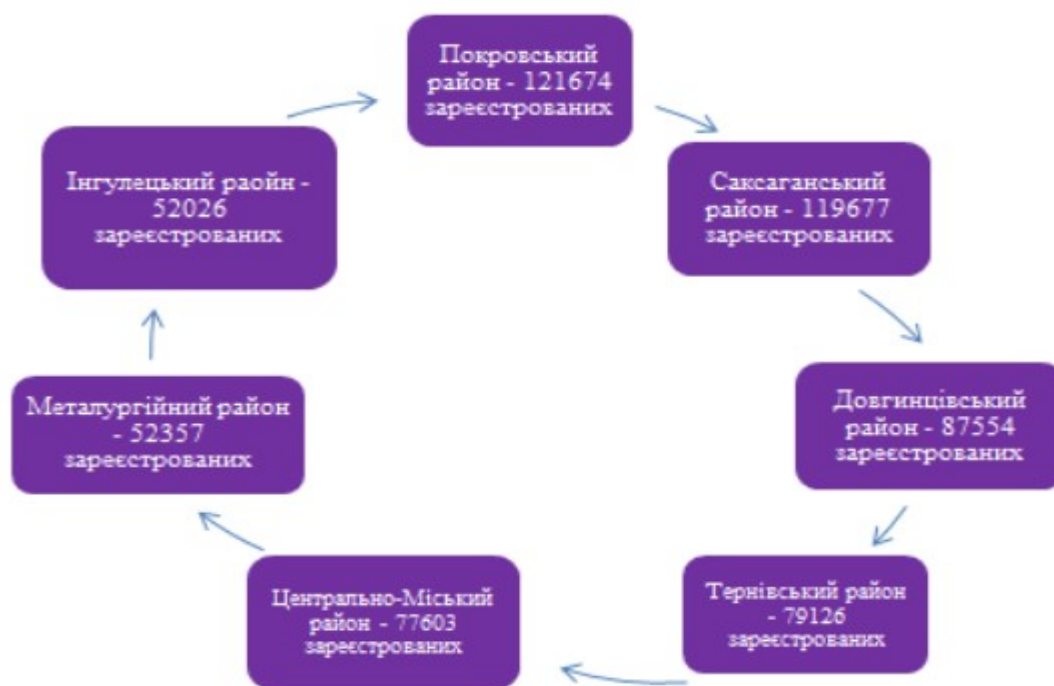 Покровський
район - 121674
зареєстрованих
Саксаганський
район - 119677
зареєстрованих
Довгинцівський
район - 87554
зареєстрованих
Тернівський район
- 79126
зареєстрованих
Центрально-Міський
район - 77603
зареєстрованих
Металургійний район
- 52357
зареєстрованих
Інгулецький раойн -
52026
зареєстрованих